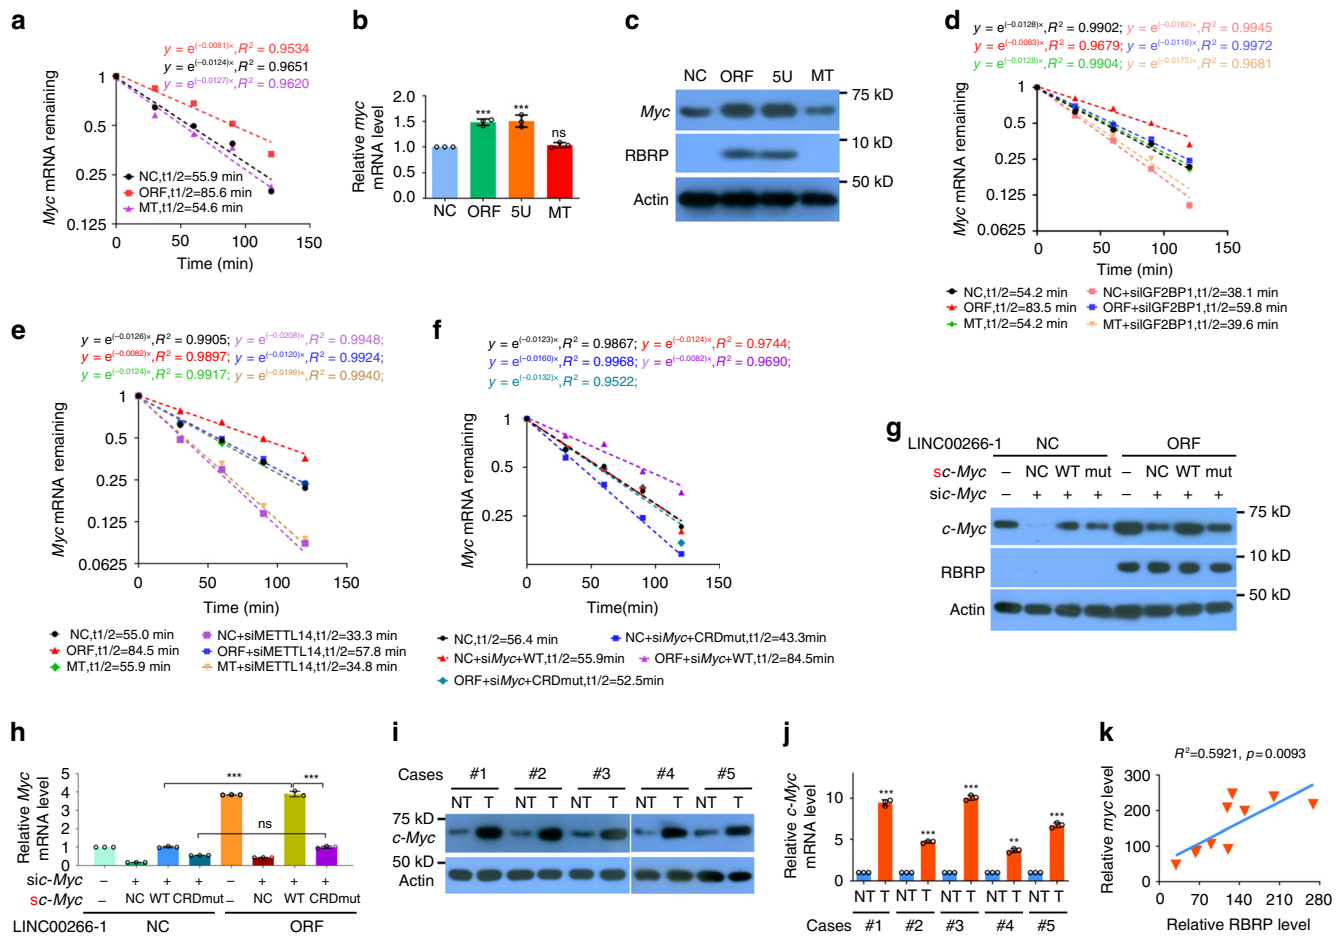 a
y = e(−0.0081)×,R2 = 0.9534
y = e(−0.0124)×,R2 = 0.9651
y = e(−0.0127)×,R2 = 0.9620
Myc mRNA remaining
1
0.5
0.25
0.125
NC,t1/2=55.9 min
ORF,t1/2=85.6 min
MT,t1/2=54.6 min
0 50 100 150
Time (min)
b
Relative myc mRNA level
2.0
1.5
1.0
0.5
0.0
*** *** ns
NC ORF 5U MT
c
NC ORF 5U MT
Myc
RBRP
Actin
75 kD
10 kD
50 kD
d
y = e(−0.0128)×,R2 = 0.9902; y = e(−0.0182)×,R2 = 0.9945
y = e(−0.0083)×,R2 = 0.9679; y = e(−0.0116)×,R2 = 0.9972
y = e(−0.0128)×,R2 = 0.9904; y = e(−0.0175)×,R2 = 0.9681
Myc mRNA remaining
1
0.5
0.25
0.125
0.0625
0 50 100 150
Time (min)
NC,t1/2=54.2 min NC+siIGF2BP1,t1/2=38.1 min
ORF,t1/2=83.5 min ORF+siIGF2BP1,t1/2=59.8 min
MT,t1/2=54.2 min MT+siIGF2BP1,t1/2=39.6 min
e
y = e(−0.0126)×,R2 = 0.9905; y = e(−0.0208)×,R2 = 0.9948;
y = e(−0.0082)×,R2 = 0.9897; y = e(−0.0120)×,R2 = 0.9924;
y = e(−0.0124)×,R2 = 0.9917; y = e(−0.0199)×,R2 = 0.9940;
Myc mRNA remaining
1
0.5
0.25
0.125
0.0625
0 50 100 150
Time (min)
NC,t1/2=55.0 min NC+siMETTL14,t1/2=33.3 min
ORF,t1/2=84.5 min ORF+siMETTL14,t1/2=57.8 min
MT,t1/2=55.9 min MT+siMETTL14,t1/2=34.8 min
f
y = e(−0.0123)×,R2 = 0.9867; y = e(−0.0124)×,R2 = 0.9744;
y = e(−0.0160)×,R2 = 0.9968; y = e(−0.0082)×,R2 = 0.9690;
y = e(−0.0132)×,R2 = 0.9522;
Myc mRNA remaining
1
0.5
0.25
0 50 100 150
Time(min)
NC,t1/2=56.4 min NC+siMyc+CRDmut,t1/2=43.3min
NC+siMyc+WT,t1/2=55.9min ORF+siMyc+WT,t1/2=84.5min
ORF+siMyc+CRDmut,t1/2=52.5min
g
LINC00266-1 NC ORF
sc-Myc – NC WT mut – NC WT mut
sic-Myc – + + + – + + +
c-Myc
RBRP
Actin
75 kD
10 kD
50 kD
h
Relative Myc mRNA level
5
4
3
2
1
0
*** *** ns
sic-Myc – + + + – + + +
sc-Myc – NC WT CRDmut – NC WT CRDmut
LINC00266-1 NC ORF
i
Cases #1 #2 #3 #4 #5
NT T NT T NT T NT T NT T
75 kD
c-Myc
50 kD
Actin
j
Relative c-Myc mRNA level
10
5
0
*** *** *** ** ***
NT T NT T NT T NT T NT T
Cases #1 #2 #3 #4 #5
k
R2=0.5921, p=0.0093
Relative myc level
300
200
100
0
0 70 140 210 280
Relative RBRP level